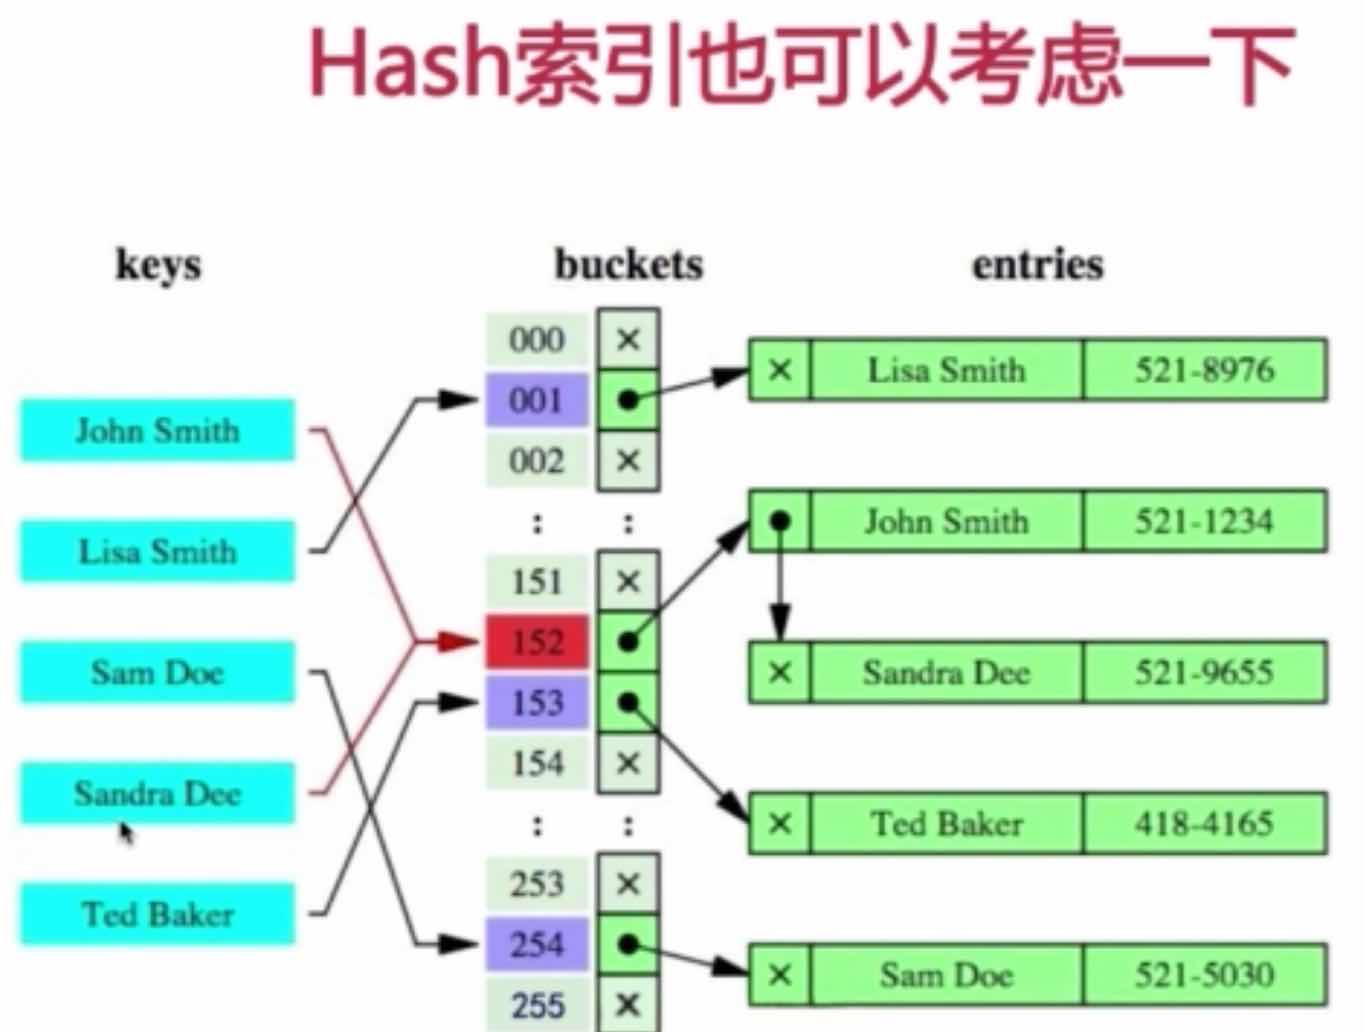 Hash索引也可以考虑一下
keys buckets entries
000 ×
× Lisa Smith 521-8976
001
John Smith
002 ×
: :
× John Smith 521-1234
Lisa Smith
151 ×
152
Sam Doe
× Sandra Dee 521-9655
153
154 ×
Sandra Dee
: :
× Ted Baker 418-4165
253 ×
Ted Baker
254
× Sam Doe 521-5030
255 ×